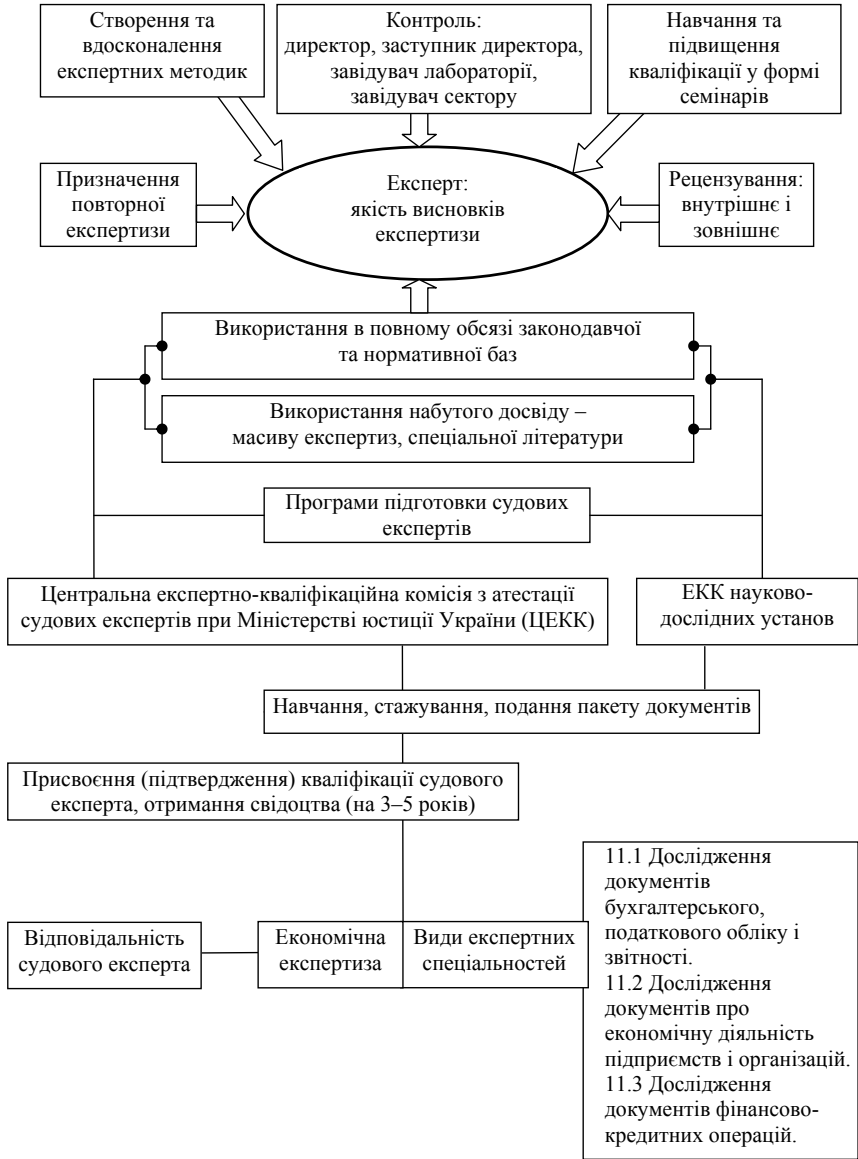 Створення та
вдосконалення
експертних методик
Контроль:
директор, заступник директора,
завідувач лабораторії,
завідувач сектору
Навчання та
підвищення
кваліфікації у формі
семінарів
Призначення
повторної
експертизи
Експерт:
якість висновків
експертизи
Рецензування:
внутрішнє і
зовнішнє
Використання в повному обсязі законодавчої
та нормативної баз
Використання набутого досвіду –
масиву експертиз, спеціальної літератури
Програми підготовки судових
експертів
Центральна експертно-кваліфікаційна комісія з атестації
судових експертів при Міністерстві юстиції України (ЦЕКК)
ЕКК науково-
дослідних установ
Навчання, стажування, подання пакету документів
Присвоєння (підтвердження) кваліфікації судового
експерта, отримання свідоцтва (на 3–5 років)
Відповідальність
судового експерта
Економічна
експертиза
Види експертних
спеціальностей
11.1 Дослідження
документів
бухгалтерського,
податкового обліку і
звітності.
11.2 Дослідження
документів про
економічну діяльність
підприємств і організацій.
11.3 Дослідження
документів фінансово-
кредитних операцій.